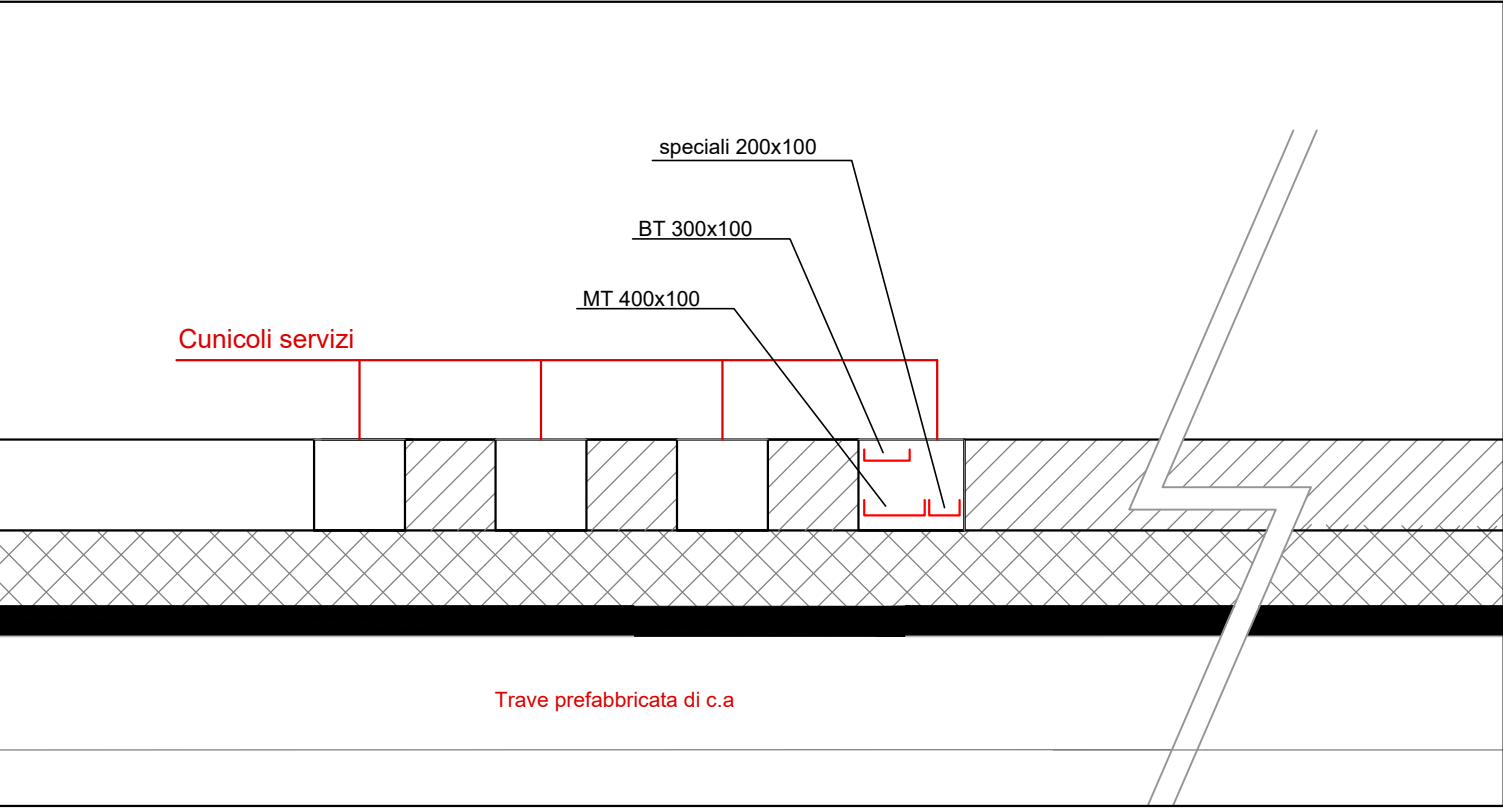 speciali 200x100
BT 300x100
MT 400x100
Cunicoli servizi
Trave prefabbricata di c.a